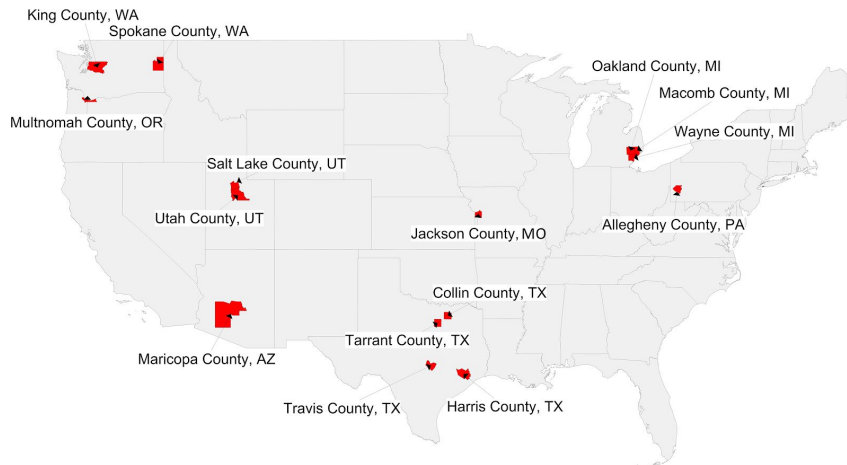 King County, WA
Spokane County, WA
Oakland County, MI
Macomb County, MI
Multnomah County, OR
Wayne County, MI
Salt Lake County, UT
Utah County, UT
Allegheny County, PA
Jackson County, MO
Collin County, TX
Tarrant County, TX
Maricopa County, AZ
Travis County, TX
Harris County, TX